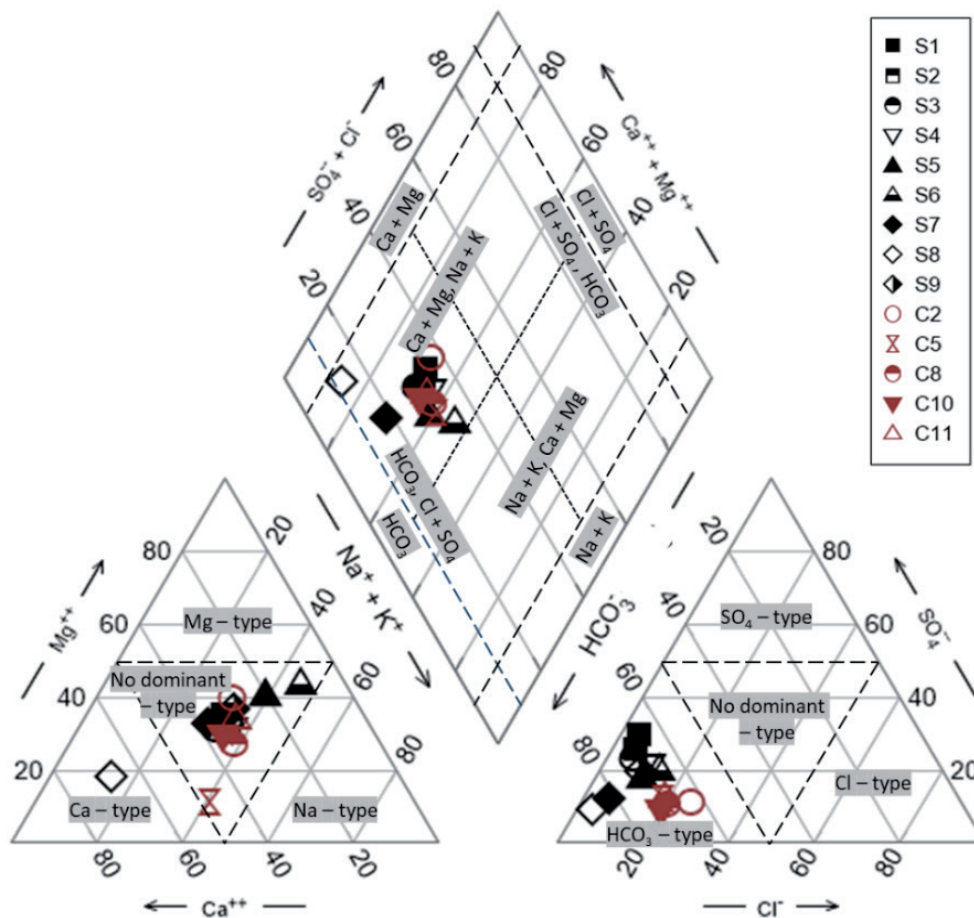 80
80
60
60
40
40
20
20
SO₄⁻⁻ + Cl⁻
Ca⁺⁺ + Mg⁺⁺
Ca + Mg
Ca + Mg, Na + K
Cl + SO₄
Cl + SO₄, HCO₃
HCO₃, Cl + SO₄
HCO₃
Na + K, Ca + Mg
Na + K
Na⁺ + K⁺
HCO₃⁻
Mg⁺⁺
80
60
40
20
20
40
60
80
Mg – type
No dominant
– type
Ca – type
Na – type
80
60
40
20
Ca⁺⁺
SO₄⁻⁻
20
80
60
40
80
20
SO₄ – type
No dominant
– type
Cl – type
HCO₃ – type
20
40
60
80
Cl⁻
S1
S2
S3
S4
S5
S6
S7
S8
S9
C2
C5
C8
C10
C11